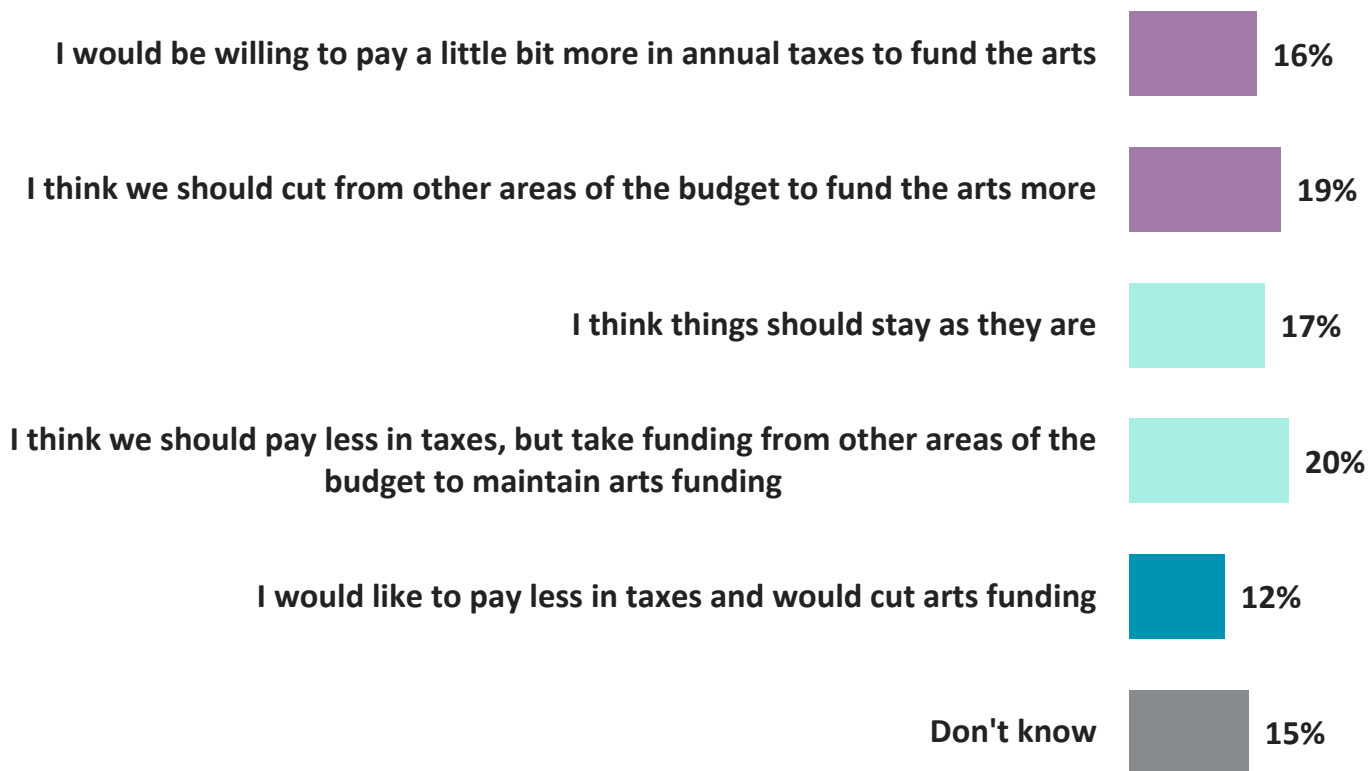 I would be willing to pay a little bit more in annual taxes to fund the arts
16%
I think we should cut from other areas of the budget to fund the arts more
19%
I think things should stay as they are
17%
I think we should pay less in taxes, but take funding from other areas of the
budget to maintain arts funding
20%
I would like to pay less in taxes and would cut arts funding
12%
Don't know
15%